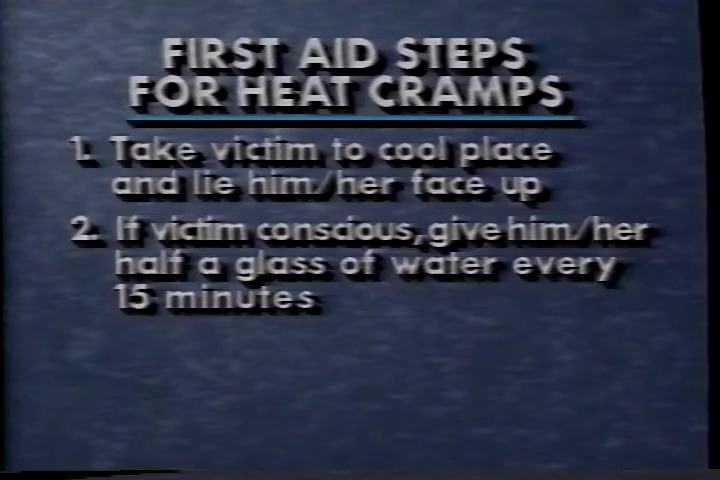 FIRST AID STEPS
FOR HEAT CRAMPS
1. Take victim to cool place
and lie him/her face up
2. If victim conscious, give him/her
half a glass of water every
15 minutes